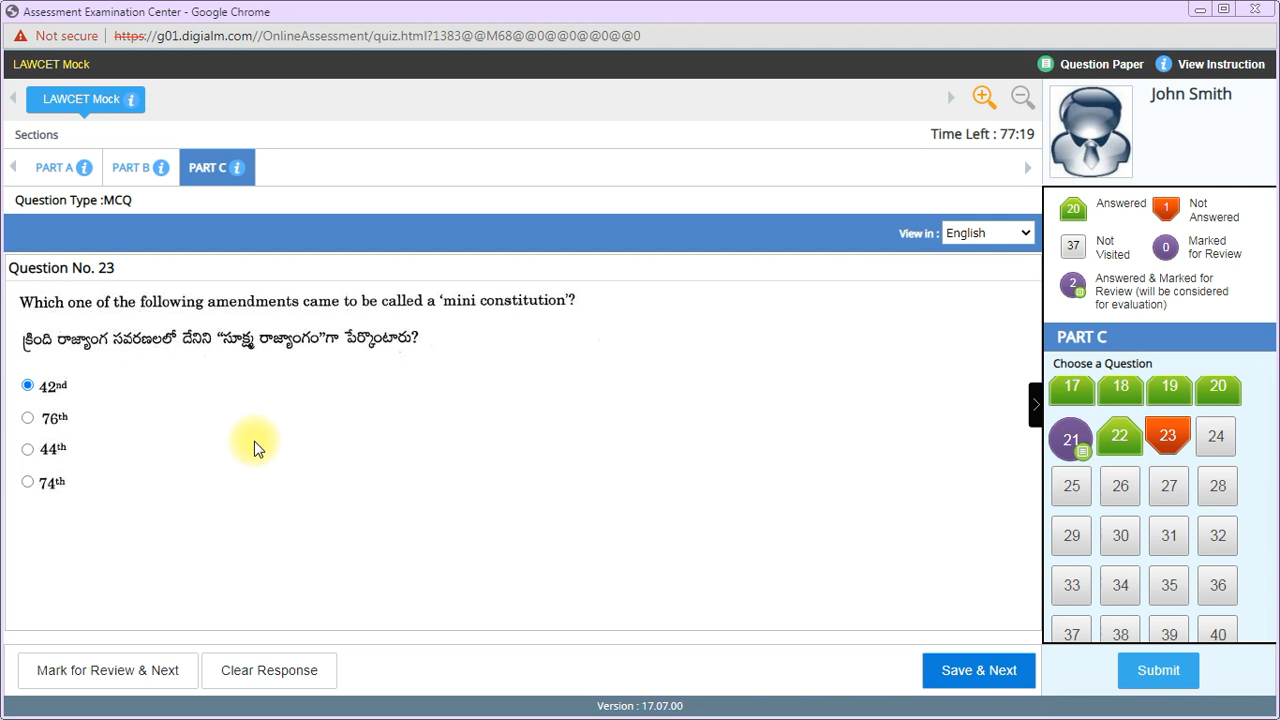 Assessment Examination Center - Google Chrome
Not secure https://g01.digialm.com//OnlineAssessment/quiz.html?1383@@M68@@0@@0@@0@@0
LAWCET Mock
Question Paper
View Instruction
LAWCET Mock i
John Smith
Sections
Time Left : 77:19
PART A i
PART B i
PART C i
Question Type :MCQ
View in : English
Question No. 23
Which one of the following amendments came to be called a ‘mini constitution’?
క్రింది రాజ్యాంగ సవరణలలో దేనిని “సూక్ష్మ రాజ్యాంగం”గా పేర్కొంటారు?
42nd
76th
44th
74th
20 Answered
1 Not Answered
37 Not Visited
0 Marked for Review
2 Answered & Marked for Review (will be considered for evaluation)
PART C
Choose a Question
17 18 19 20
21 22 23 24
25 26 27 28
29 30 31 32
33 34 35 36
37 38 39 40
Mark for Review & Next
Clear Response
Save & Next
Submit
Version : 17.07.00